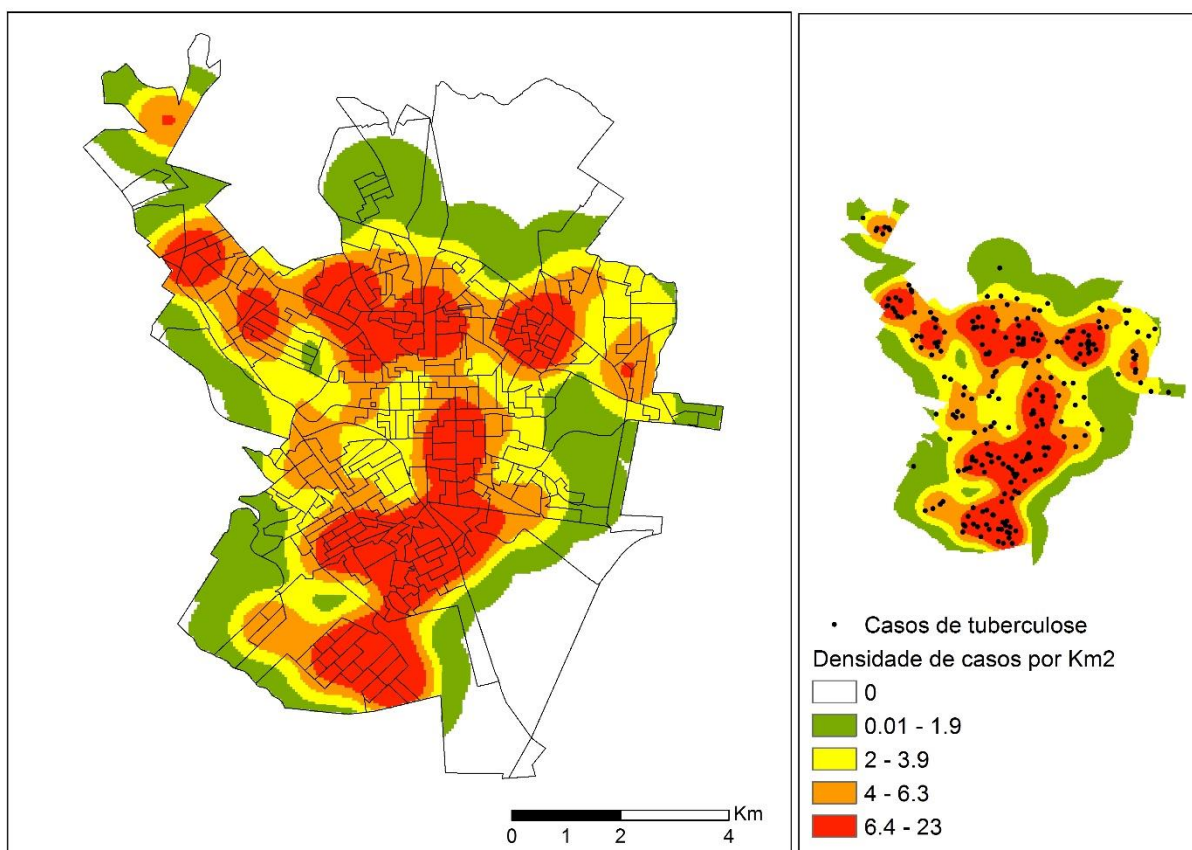 Km
0 1 2 4
Casos de tuberculose
Densidade de casos por Km2
0
0.01 - 1.9
2 - 3.9
4 - 6.3
6.4 - 23